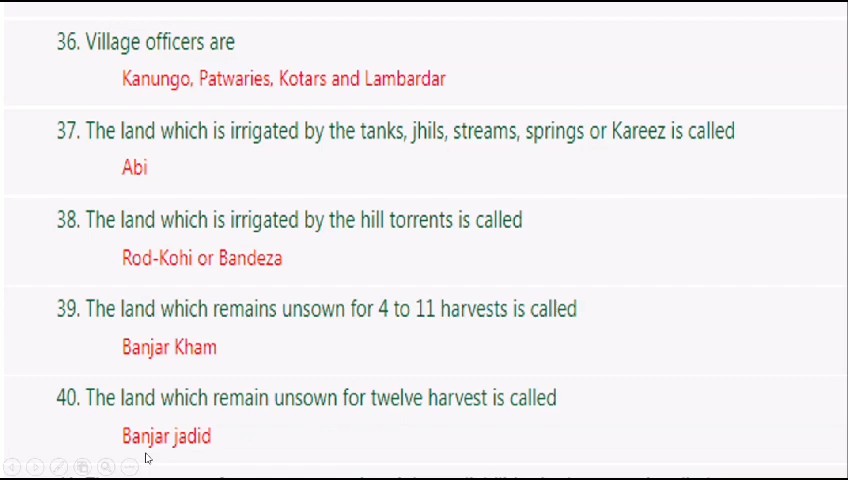 36. Village officers are
Kanungo, Patwaries, Kotars and Lambardar
37. The land which is irrigated by the tanks, jhils, streams, springs or Kareez is called
Abi
38. The land which is irrigated by the hill torrents is called
Rod-Kohi or Bandeza
39. The land which remains unsown for 4 to 11 harvests is called
Banjar Kham
40. The land which remain unsown for twelve harvest is called
Banjar jadid